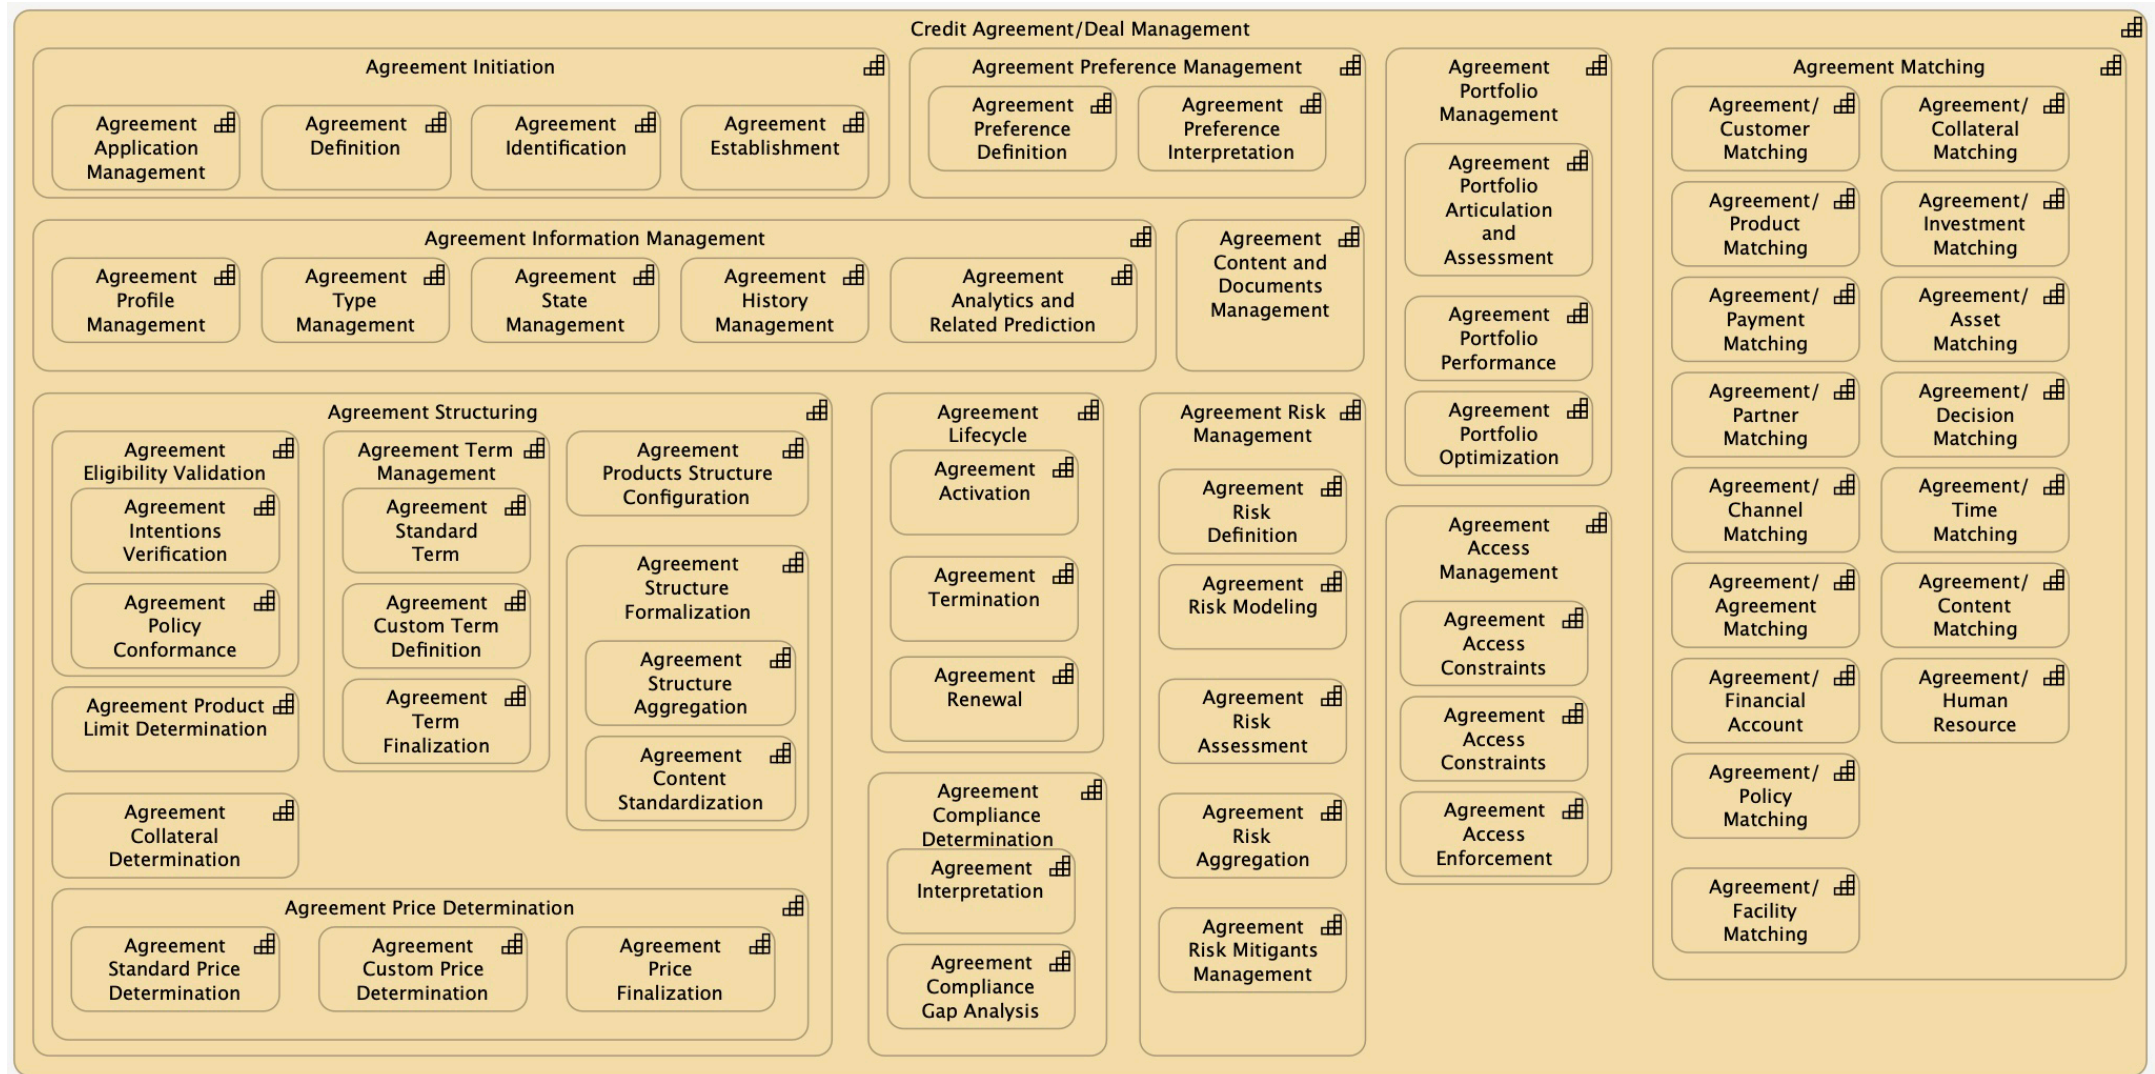 Credit Agreement/Deal Management
Agreement Initiation
Agreement
Application
Management
Agreement
Definition
Agreement
Identification
Agreement
Establishment
Agreement Preference Management
Agreement
Preference
Definition
Agreement
Preference
Interpretation
Agreement Information Management
Agreement
Profile
Management
Agreement
Type
Management
Agreement
State
Management
Agreement
History
Management
Agreement
Analytics and
Related Prediction
Agreement
Content and
Documents
Management
Agreement Structuring
Agreement
Eligibility Validation
Agreement
Intentions
Verification
Agreement
Policy
Conformance
Agreement Product
Limit Determination
Agreement
Collateral
Determination
Agreement Term
Management
Agreement
Standard
Term
Agreement
Custom Term
Definition
Agreement
Term
Finalization
Agreement
Products Structure
Configuration
Agreement
Structure
Formalization
Agreement
Structure
Aggregation
Agreement
Content
Standardization
Agreement Price Determination
Agreement
Standard Price
Determination
Agreement
Custom Price
Determination
Agreement
Price
Finalization
Agreement
Lifecycle
Agreement
Activation
Agreement
Termination
Agreement
Renewal
Agreement
Compliance
Determination
Agreement
Interpretation
Agreement
Compliance
Gap Analysis
Agreement Risk
Management
Agreement
Risk
Definition
Agreement
Risk Modeling
Agreement
Risk
Assessment
Agreement
Risk
Aggregation
Agreement
Risk Mitigants
Management
Agreement
Portfolio
Management
Agreement
Portfolio
Articulation
and
Assessment
Agreement
Portfolio
Performance
Agreement
Portfolio
Optimization
Agreement
Access
Management
Agreement
Access
Constraints
Agreement
Access
Constraints
Agreement
Access
Enforcement
Agreement Matching
Agreement/
Customer
Matching
Agreement/
Collateral
Matching
Agreement/
Product
Matching
Agreement/
Investment
Matching
Agreement/
Payment
Matching
Agreement/
Asset
Matching
Agreement/
Partner
Matching
Agreement/
Decision
Matching
Agreement/
Channel
Matching
Agreement/
Time
Matching
Agreement/
Agreement
Matching
Agreement/
Content
Matching
Agreement/
Financial
Account
Agreement/
Human
Resource
Agreement/
Policy
Matching
Agreement/
Facility
Matching